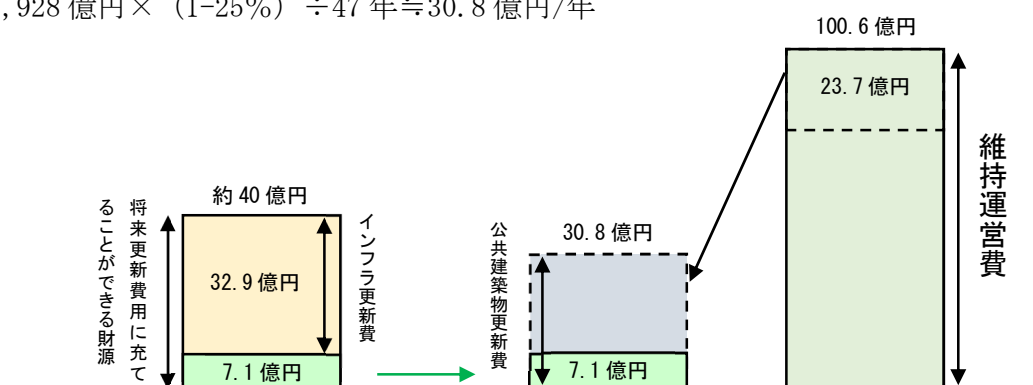 ,928 億円×（1-25%）÷47 年≒30.8 億円/年
100.6 億円
23.7 億円
維持運営費
約 40 億円
将来更新費用に充て
ることができる財源
32.9 億円
インフラ更新費
7.1 億円
公共建築物更新費
30.8 億円
7.1 億円